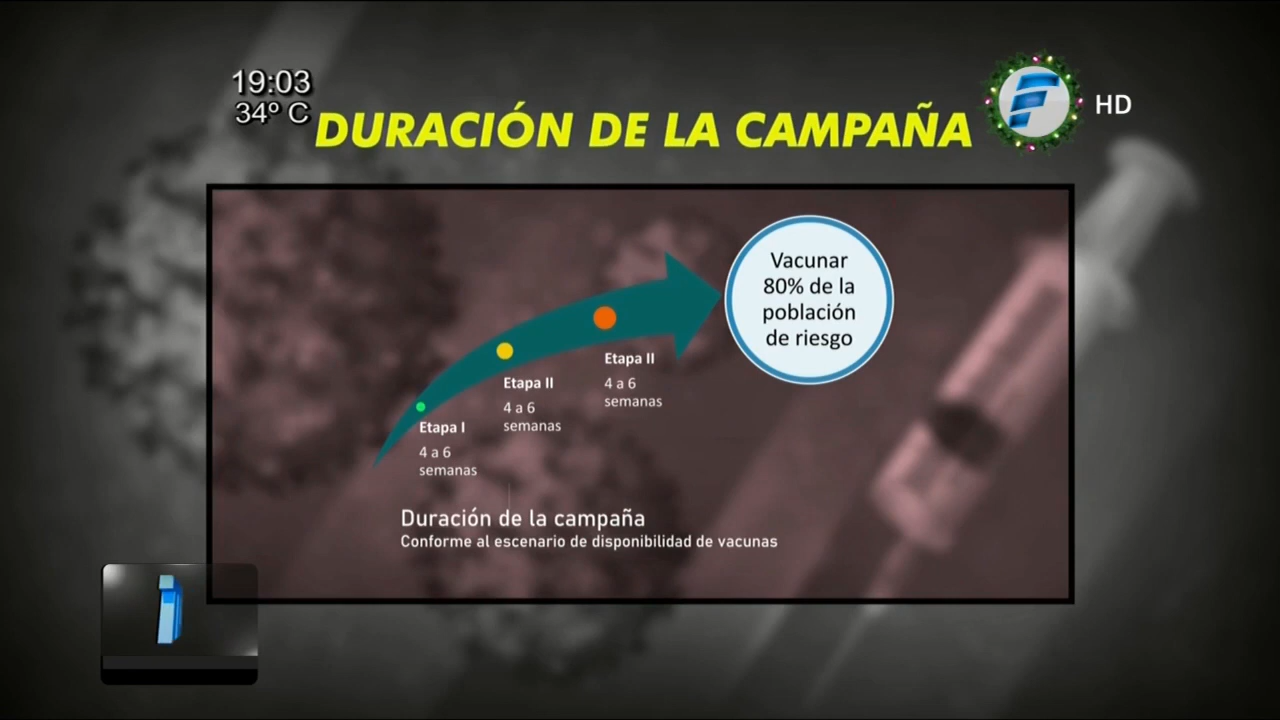 19:03
34º C
DURACIÓN DE LA CAMPAÑA
HD
Vacunar
80% de la
población
de riesgo
Etapa II
4 a 6
semanas
Etapa II
4 a 6
semanas
Etapa I
4 a 6
semanas
Duración de la campaña
Conforme al escenario de disponibilidad de vacunas